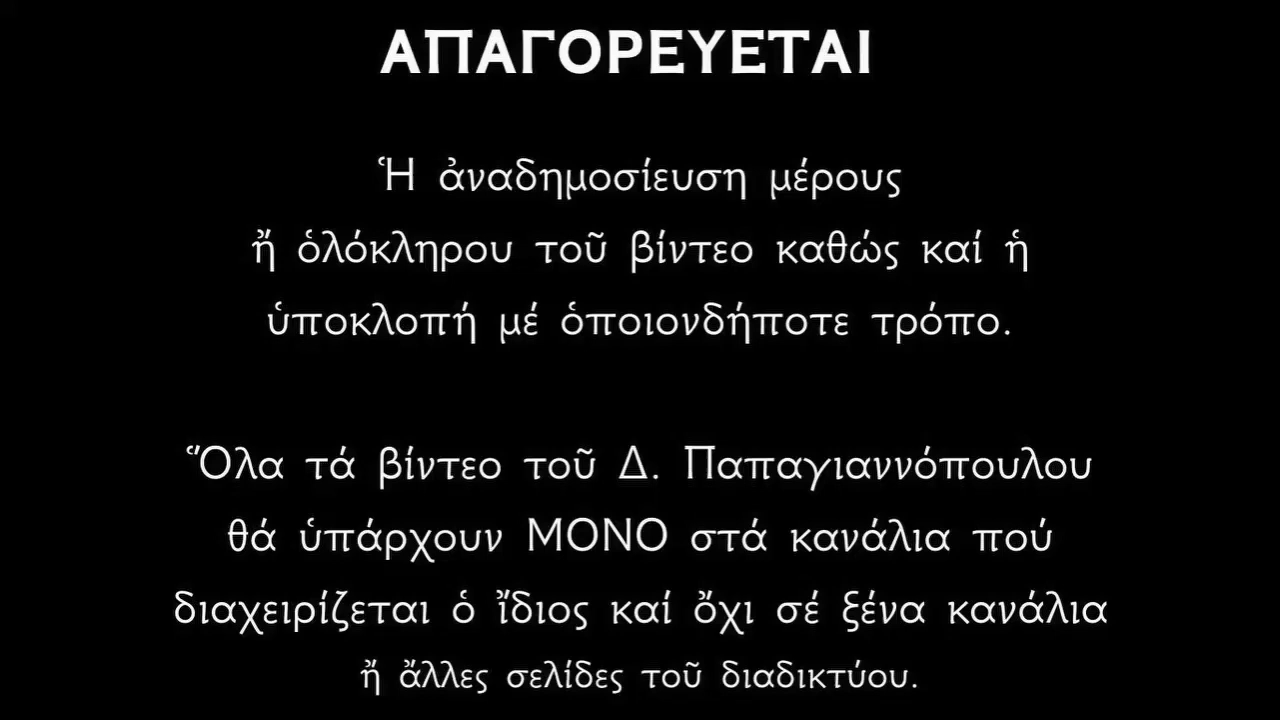 ΑΠΑΓΟΡΕΥΕΤΑΙ
Ἡ ἀναδημοσίευση μέρους
ἤ ὁλόκληρου τοῦ βίντεο καθώς καί ἡ
ὑποκλοπή μέ ὁποιονδήποτε τρόπο.
Ὅλα τά βίντεο τοῦ Δ. Παπαγιαννόπουλου
θά ὑπάρχουν ΜΟΝΟ στά κανάλια πού
διαχειρίζεται ὁ ἴδιος καί ὄχι σέ ξένα κανάλια
ἤ ἄλλες σελίδες τοῦ διαδικτύου.